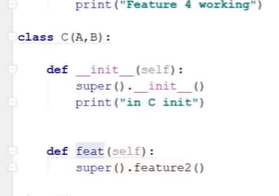 print("Feature 4 working")
class C(A,B):
def __init__(self):
super().__init__()
print("in C init")
def feat(self):
super().feature2()